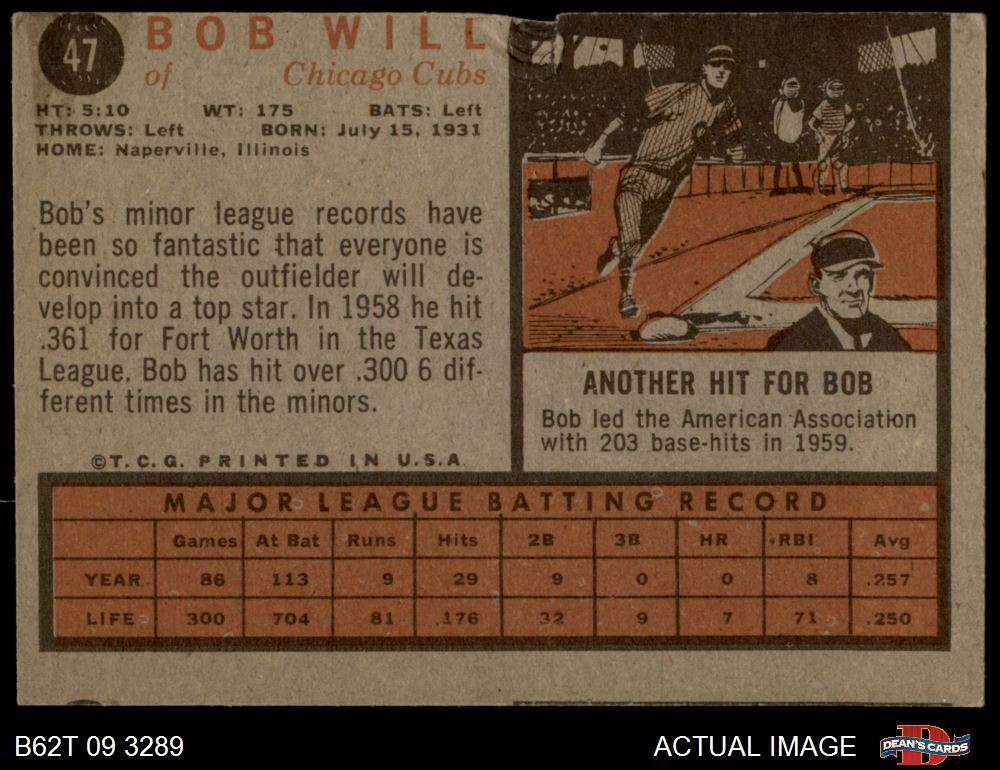 47
BOB WILL
of Chicago Cubs
HT: 5:10 WT: 175 BATS: Left
THROWS: Left BORN: July 15, 1931
HOME: Naperville, Illinois
Bob's minor league records have
been so fantastic that everyone is
convinced the outfielder will de-
velop into a top star. In 1958 he hit
.361 for Fort Worth in the Texas
League. Bob has hit over .300 6 dif-
ferent times in the minors.
©T.C.G. PRINTED IN U.S.A.
ANOTHER HIT FOR BOB
Bob led the American Association
with 203 base-hits in 1959.
MAJOR LEAGUE BATTING RECORD
Games At Bat Runs Hits 2B 3B HR RBI Avg
YEAR 86 113 9 29 9 0 0 8 .257
LIFE 300 704 81 176 32 9 7 71 .250
B62T 09 3289
ACTUAL IMAGE
D
DEAN'S CARDS